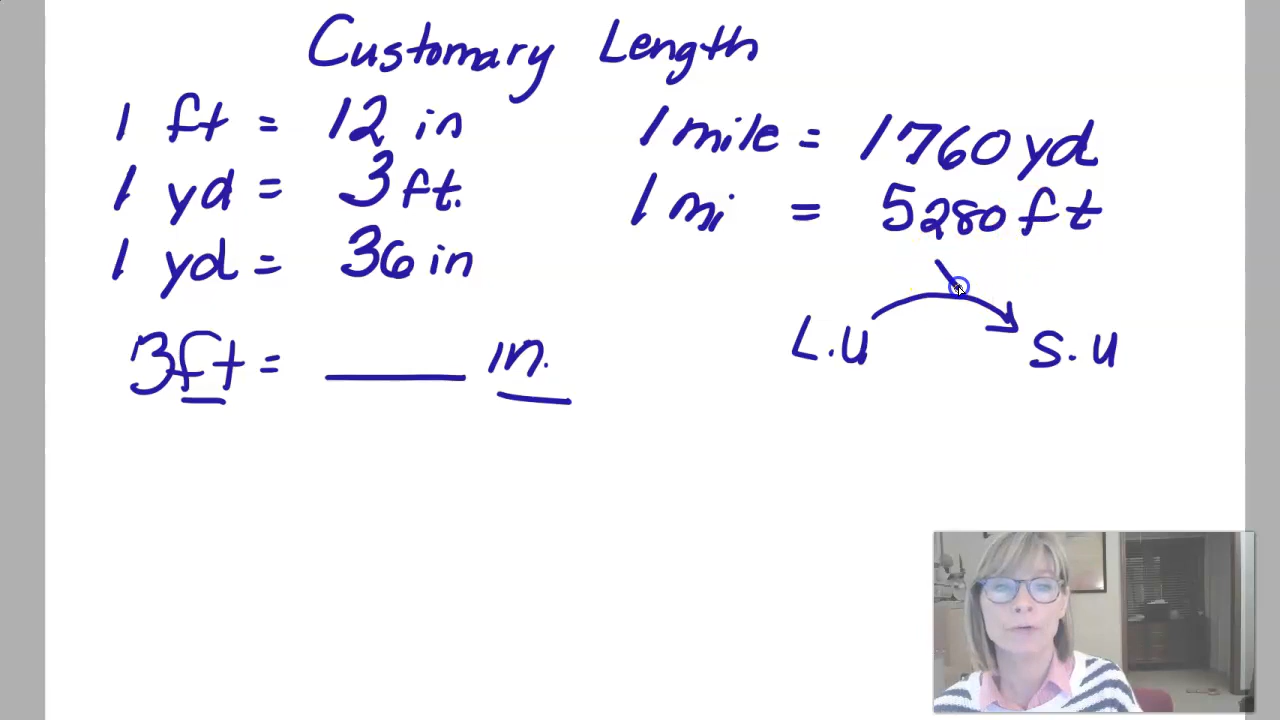 Customary Length
1 ft = 12 in
1 yd = 3 ft.
1 yd = 36 in
1 mile = 1760 yd
1 mi = 5280 ft
3ft = ______ in.
L.U S.U